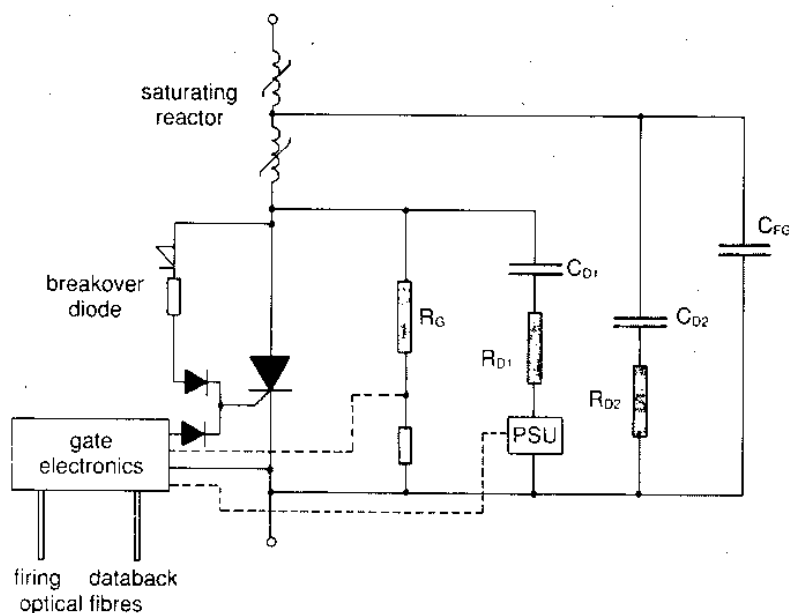 saturating
reactor
breakover
diode
C_FG
C_D1
C_D2
R_G
R_D1
R_D2
PSU
gate
electronics
firing databack
optical fibres